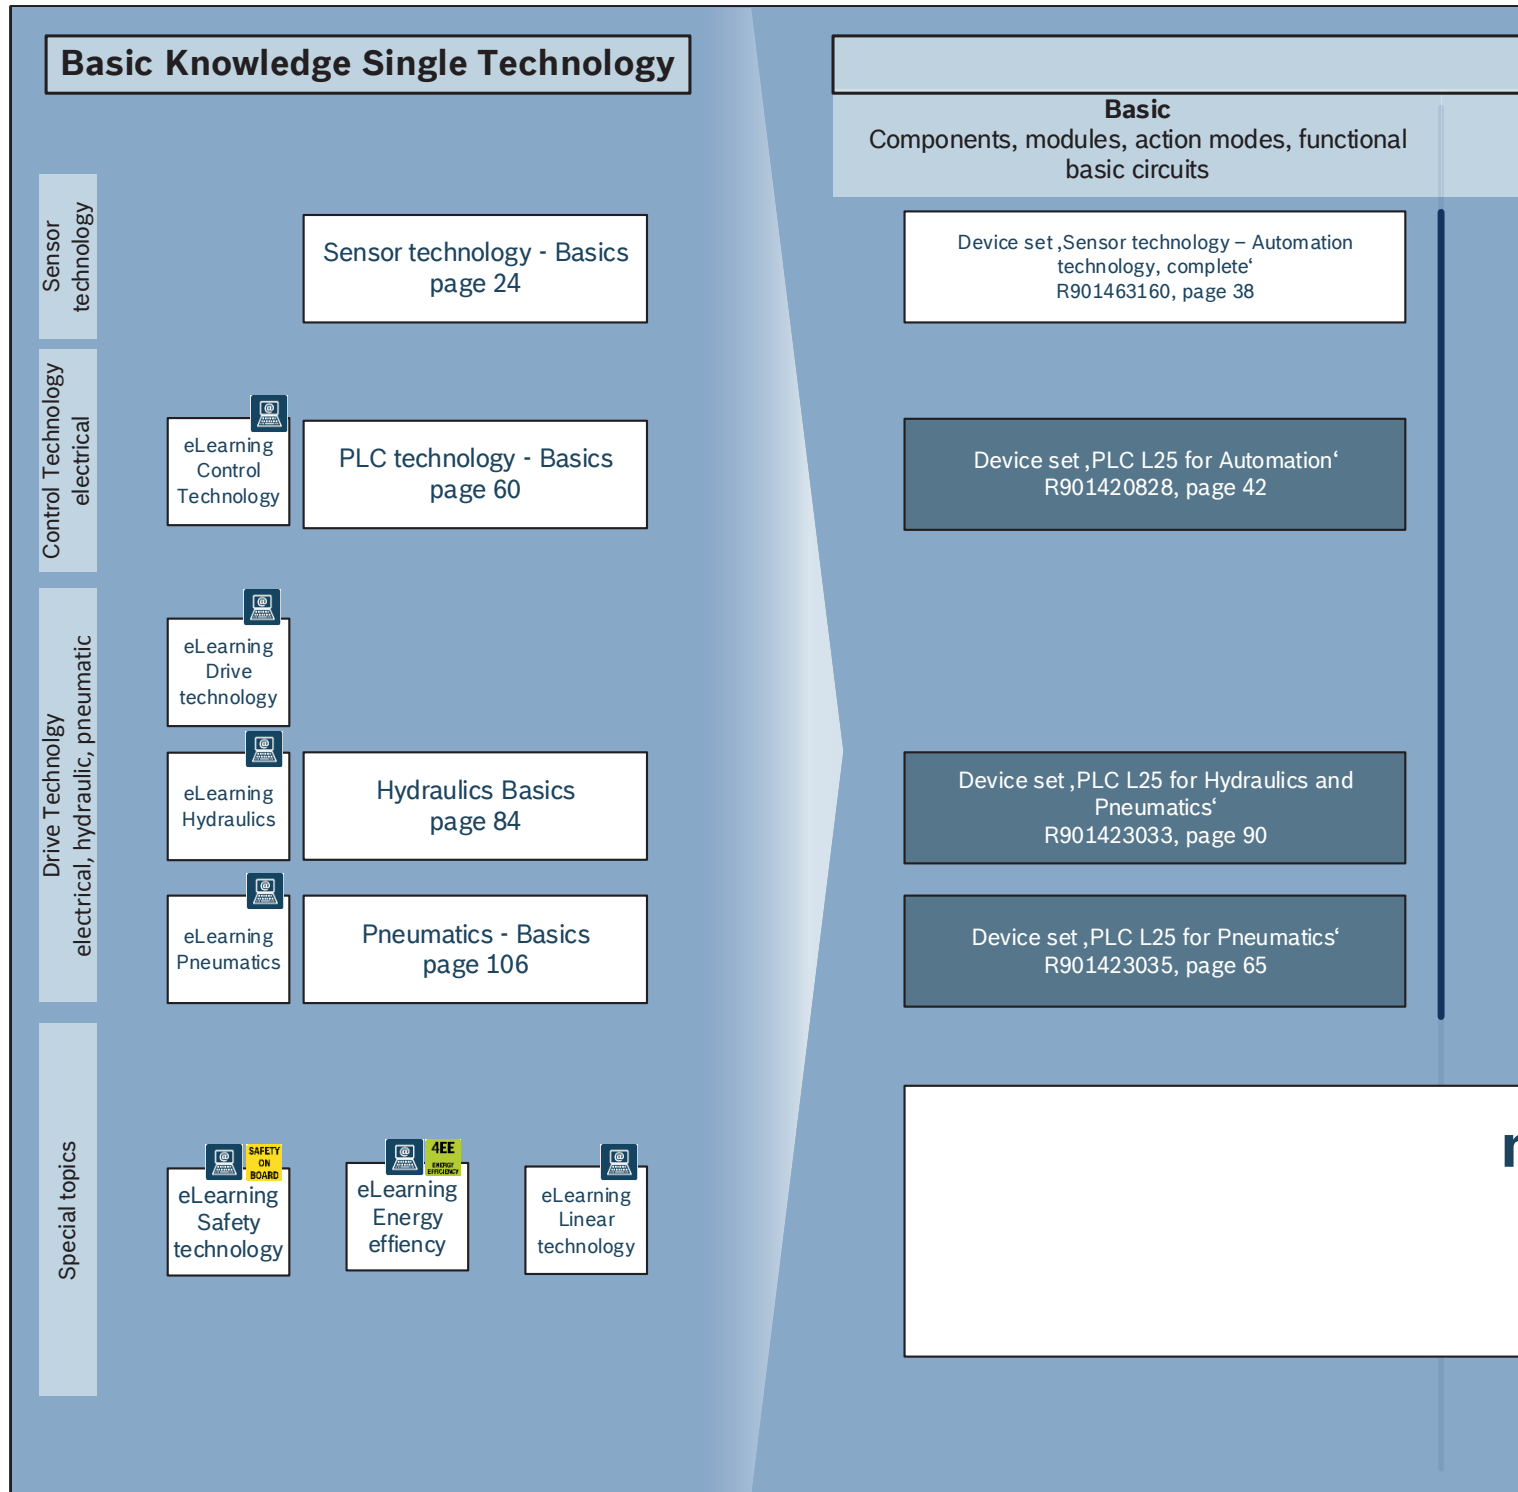 Basic Knowledge Single Technology
Basic
Components, modules, action modes, functional
basic circuits
Sensor
technology
Sensor technology - Basics
page 24
Device set ‚Sensor technology – Automation
technology, complete‘
R901463160, page 38
Control Technology
electrical
eLearning
Control
Technology
PLC technology - Basics
page 60
Device set ‚PLC L25 for Automation‘
R901420828, page 42
Drive Technolgy
electrical, hydraulic, pneumatic
eLearning
Drive
technology
eLearning
Hydraulics
Hydraulics Basics
page 84
Device set ‚PLC L25 for Hydraulics and
Pneumatics‘
R901423033, page 90
eLearning
Pneumatics
Pneumatics - Basics
page 106
Device set ‚PLC L25 for Pneumatics‘
R901423035, page 65
Special topics
SAFETY
ON
BOARD
eLearning
Safety
technology
4EE
ENERGY
EFFICIENCY
eLearning
Energy
effiency
eLearning
Linear
technology